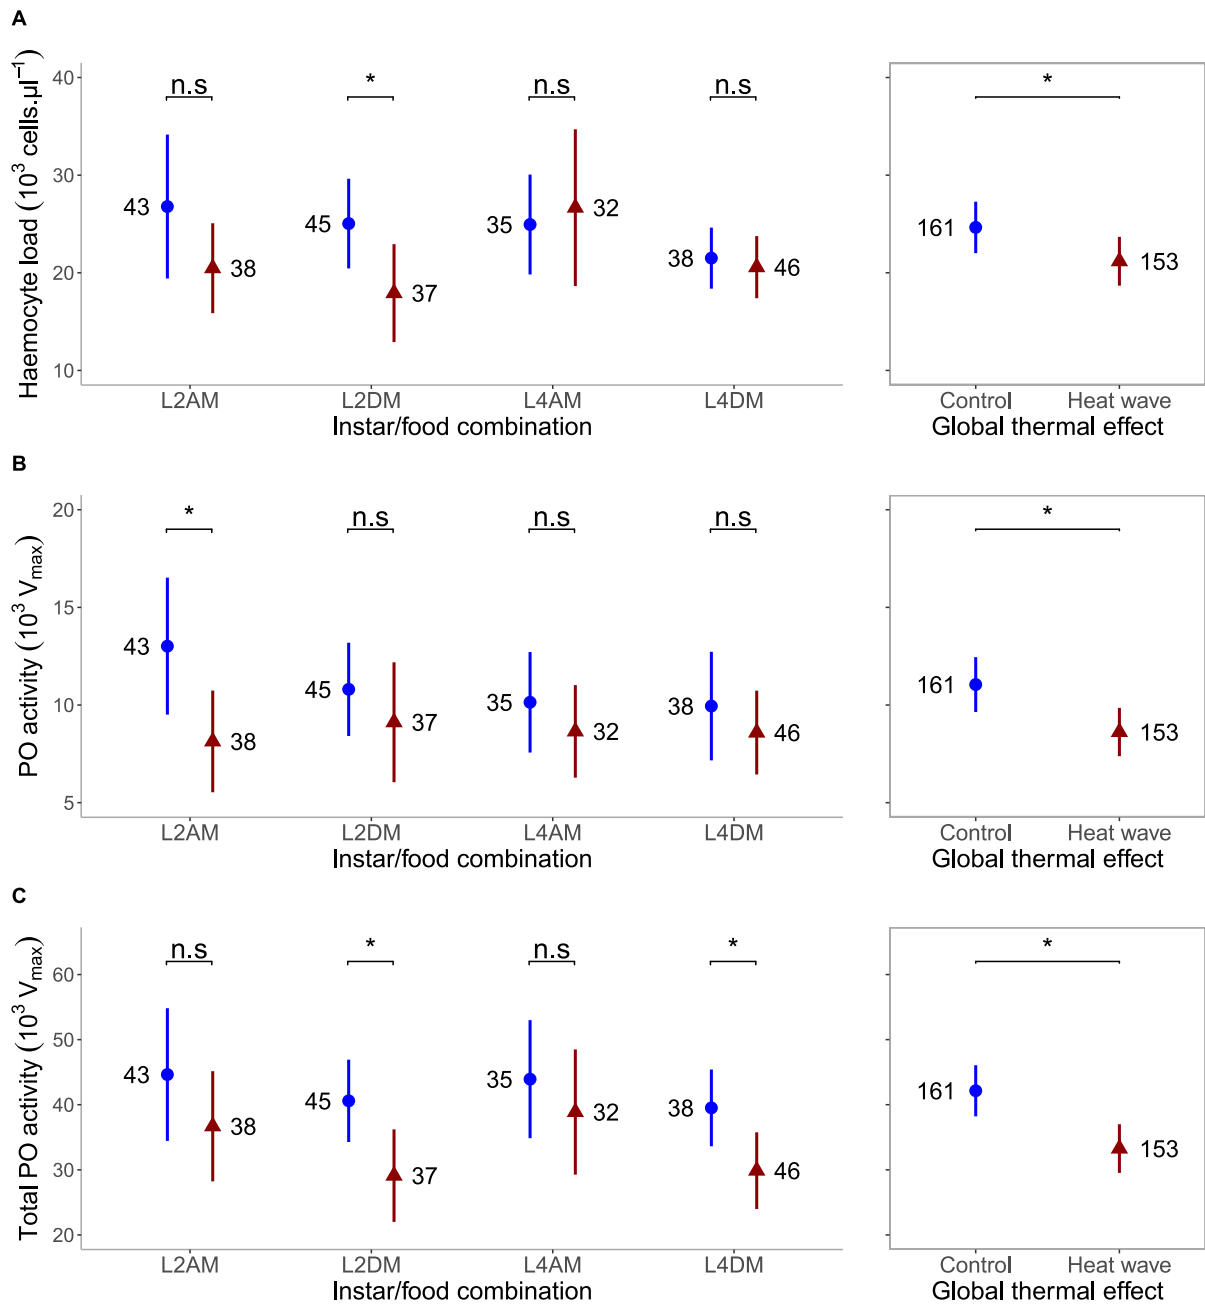 A
Haemocyte load (10³ cells.µl⁻¹)
40
30
20
10
n.s
*
n.s
n.s
*
43
38
45
37
35
32
38
46
161
153
L2AM
L2DM
L4AM
L4DM
Control
Heat wave
Instar/food combination
Global thermal effect
B
PO activity (10³ Vmax)
20
15
10
5
*
n.s
n.s
n.s
*
43
38
45
37
35
32
38
46
161
153
L2AM
L2DM
L4AM
L4DM
Control
Heat wave
Instar/food combination
Global thermal effect
C
Total PO activity (10³ Vmax)
60
50
40
30
20
n.s
*
n.s
*
*
43
38
45
37
35
32
38
46
161
153
L2AM
L2DM
L4AM
L4DM
Control
Heat wave
Instar/food combination
Global thermal effect